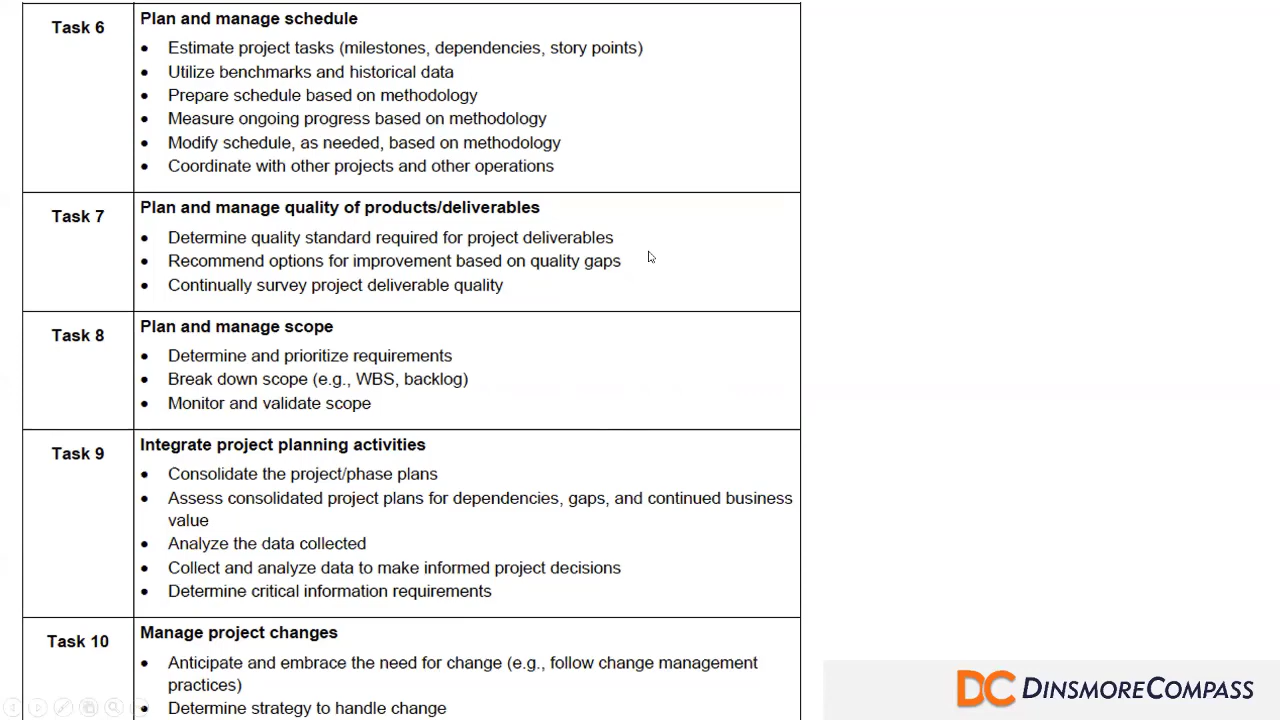 Task 6
Plan and manage schedule
• Estimate project tasks (milestones, dependencies, story points)
• Utilize benchmarks and historical data
• Prepare schedule based on methodology
• Measure ongoing progress based on methodology
• Modify schedule, as needed, based on methodology
• Coordinate with other projects and other operations
Task 7
Plan and manage quality of products/deliverables
• Determine quality standard required for project deliverables
• Recommend options for improvement based on quality gaps
• Continually survey project deliverable quality
Task 8
Plan and manage scope
• Determine and prioritize requirements
• Break down scope (e.g., WBS, backlog)
• Monitor and validate scope
Task 9
Integrate project planning activities
• Consolidate the project/phase plans
• Assess consolidated project plans for dependencies, gaps, and continued business
value
• Analyze the data collected
• Collect and analyze data to make informed project decisions
• Determine critical information requirements
Task 10
Manage project changes
• Anticipate and embrace the need for change (e.g., follow change management
practices)
• Determine strategy to handle change
DC DINSMORECOMPASS